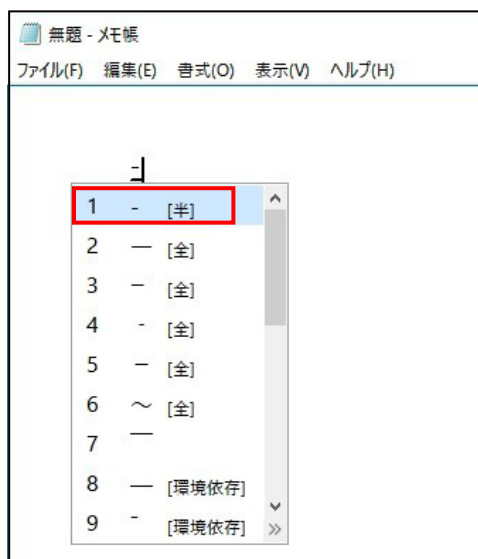 無題 - メモ帳
ファイル(F) 編集(E) 書式(O) 表示(V) ヘルプ(H)
-
1 - [半]
2 ― [全]
3 − [全]
4 ‐ [全]
5 – [全]
6 ～ [全]
7 ￣
8 — [環境依存]
9 ⁻ [環境依存]